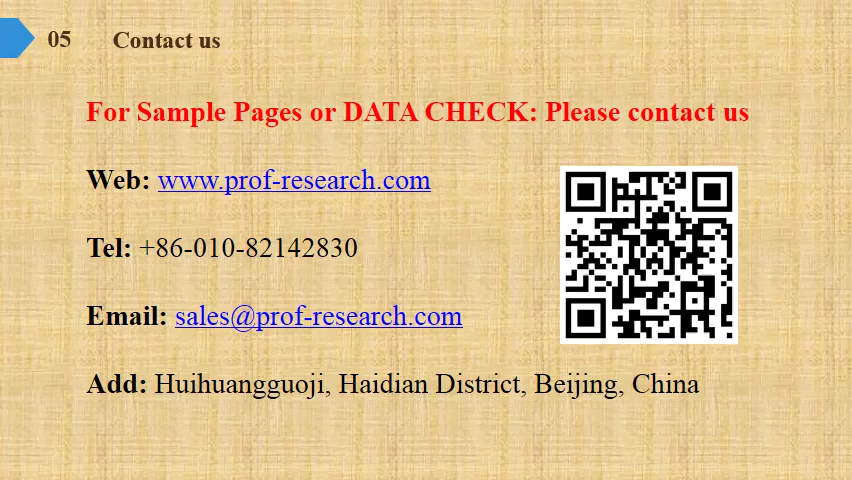 05 Contact us
For Sample Pages or DATA CHECK: Please contact us
Web: www.prof-research.com
Tel: +86-010-82142830
Email: sales@prof-research.com
Add: Huihuangguoji, Haidian District, Beijing, China